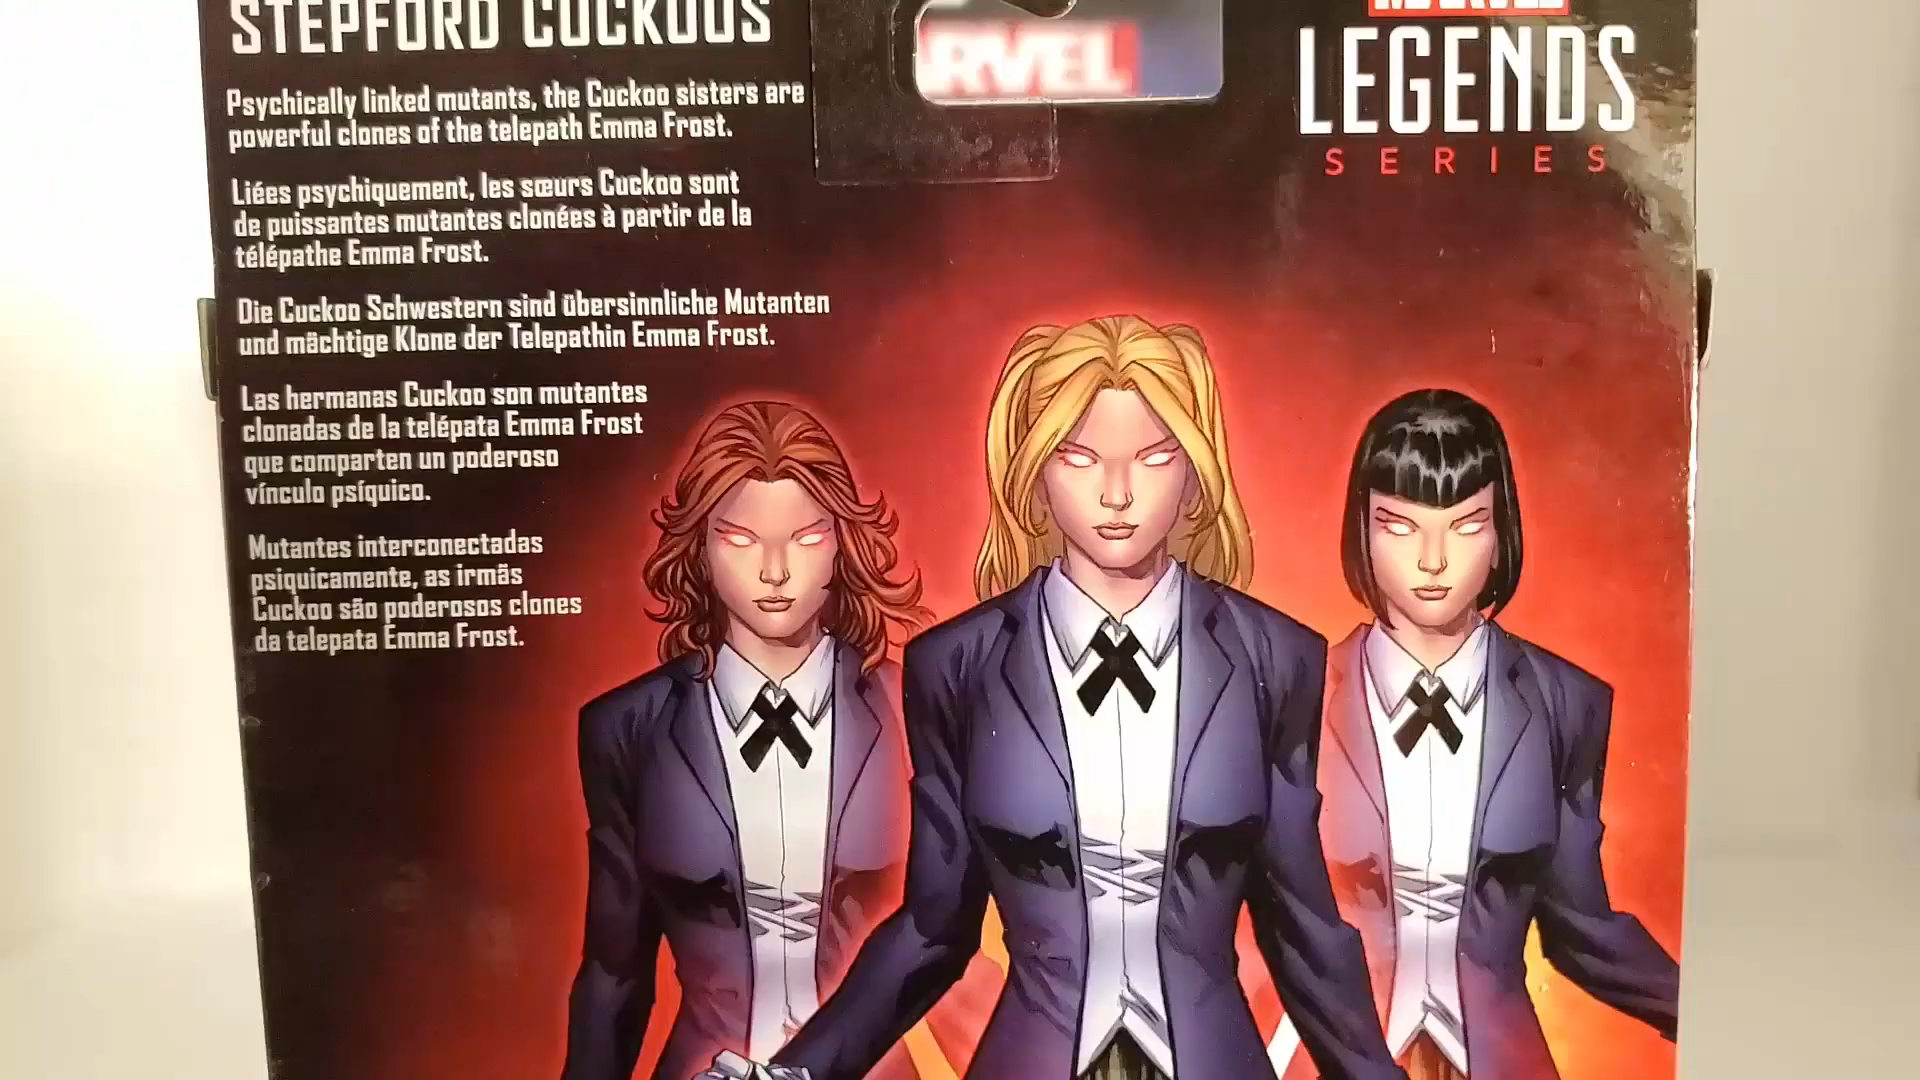 STEPFORD CUCKOOS
Psychically linked mutants, the Cuckoo sisters are
powerful clones of the telepath Emma Frost.
Liées psychiquement, les sœurs Cuckoo sont
de puissantes mutantes clonées à partir de la
télépathe Emma Frost.
Die Cuckoo Schwestern sind übersinnliche Mutanten
und mächtige Klone der Telepathin Emma Frost.
Las hermanas Cuckoo son mutantes
clonadas de la telépata Emma Frost
que comparten un poderoso
vínculo psíquico.
Mutantes interconectadas
psiquicamente, as irmãs
Cuckoo são poderosos clones
da telepata Emma Frost.
RVEL
MARVEL
LEGENDS
SERIES